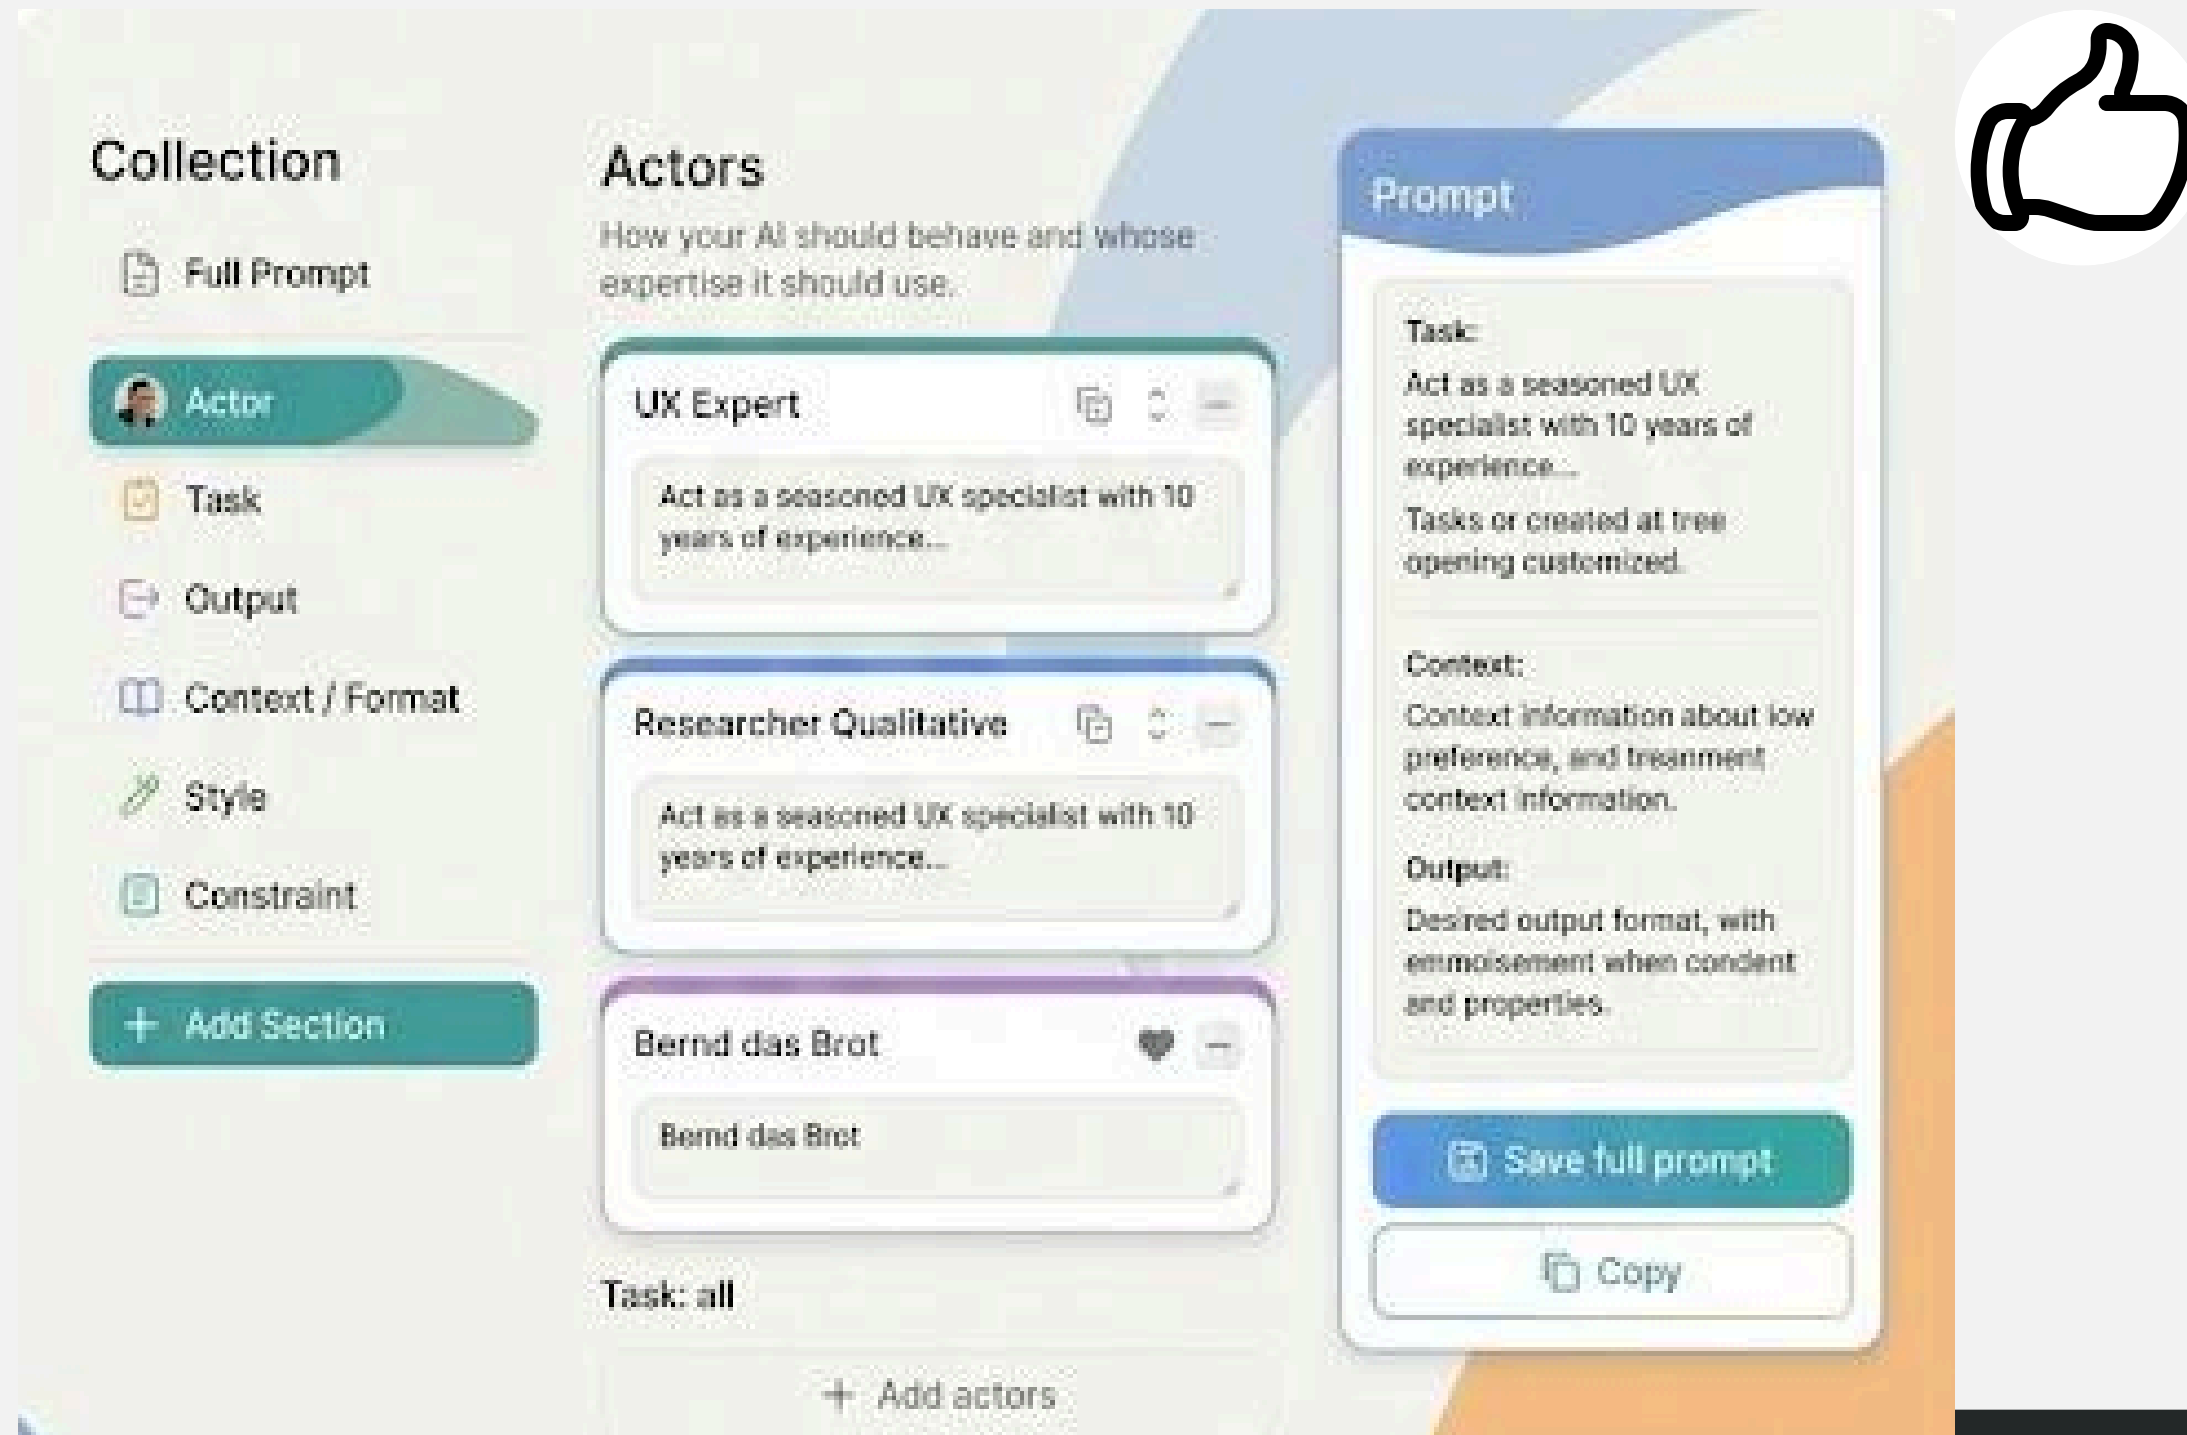 Collection
Full Prompt
Actor
Task
Output
Context / Format
Style
Constraint
+ Add Section
Actors
How your AI should behave and whose
expertise it should use.
UX Expert
Act as a seasoned UX specialist with 10
years of experience...
Researcher Qualitative
Act as a seasoned UX specialist with 10
years of experience...
Bernd das Brot
Bernd das Brot
Task: all
+ Add actors
Prompt
Task:
Act as a seasoned UX
specialist with 10 years of
experience...
Tasks or created at tree
opening customized.
Context:
Context information about low
preference, and treanment
context information.
Output:
Desired output format, with
emmoisement when condent
and properties.
Save full prompt
Copy